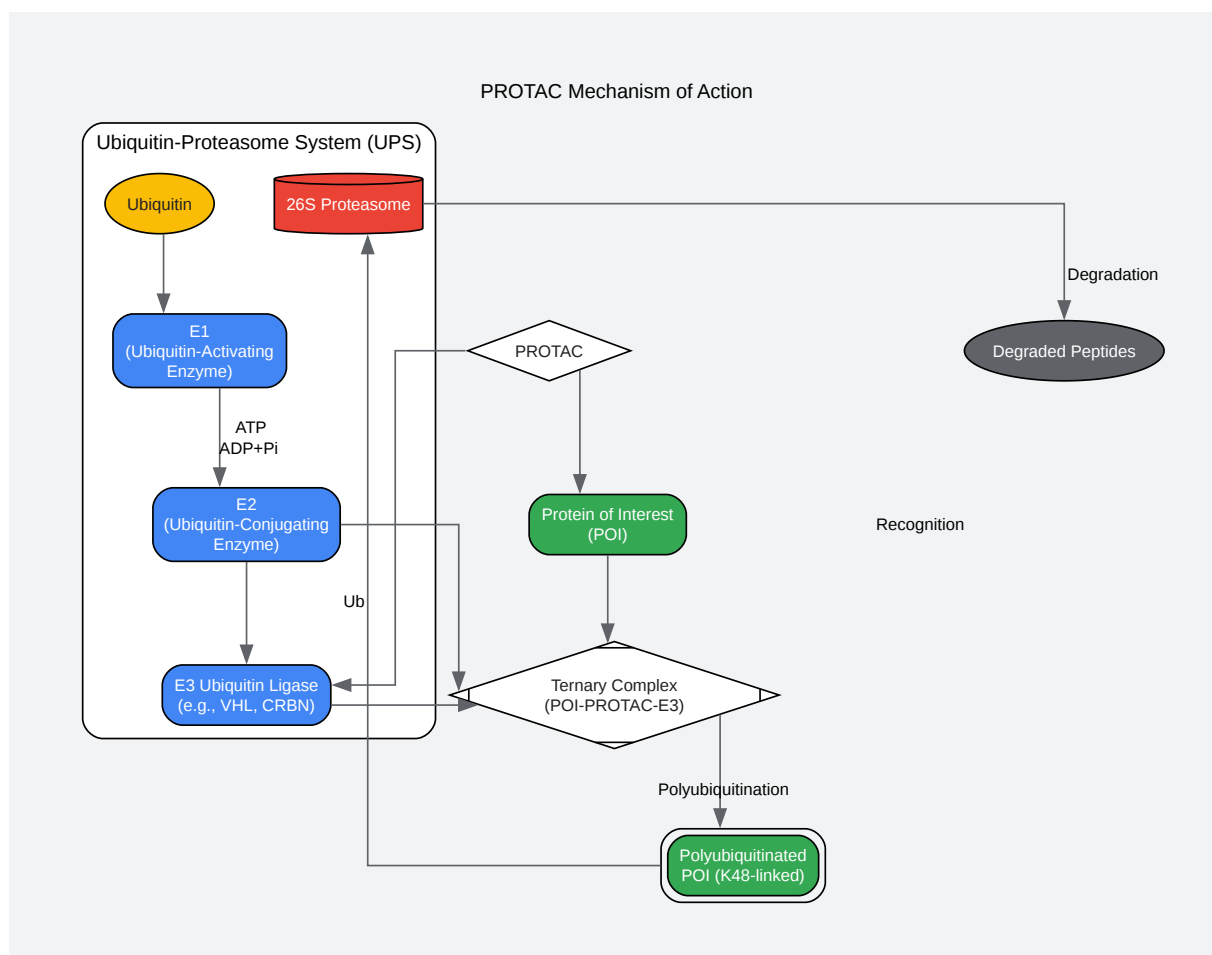 PROTAC Mechanism of Action
Ubiquitin-Proteasome System (UPS)
Ubiquitin
26S Proteasome
Degradation
E1
(Ubiquitin-Activating
Enzyme)
PROTAC
Degraded Peptides
ATP
ADP+Pi
E2
(Ubiquitin-Conjugating
Enzyme)
Protein of Interest
(POI)
Recognition
Ub
E3 Ubiquitin Ligase
(e.g., VHL, CRBN)
Ternary Complex
(POI-PROTAC-E3)
Polyubiquitination
Polyubiquitinated
POI (K48-linked)